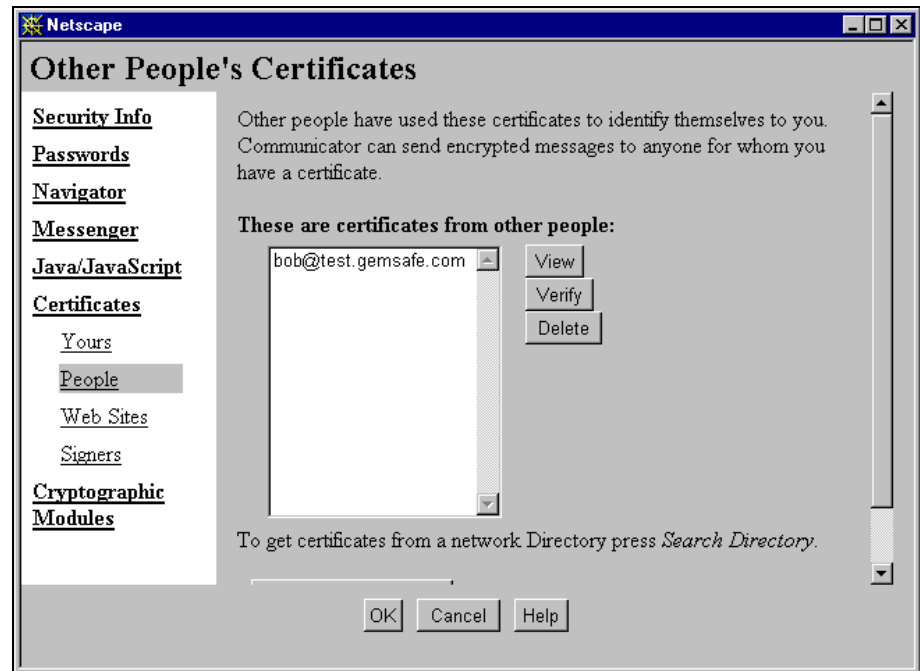 Netscape
Other People's Certificates
Security Info
Passwords
Navigator
Messenger
Java/JavaScript
Certificates
Yours
People
Web Sites
Signers
Cryptographic
Modules
Other people have used these certificates to identify themselves to you.
Communicator can send encrypted messages to anyone for whom you
have a certificate.
These are certificates from other people:
bob@test.gemsafe.com
View
Verify
Delete
To get certificates from a network Directory press Search Directory.
OK
Cancel
Help